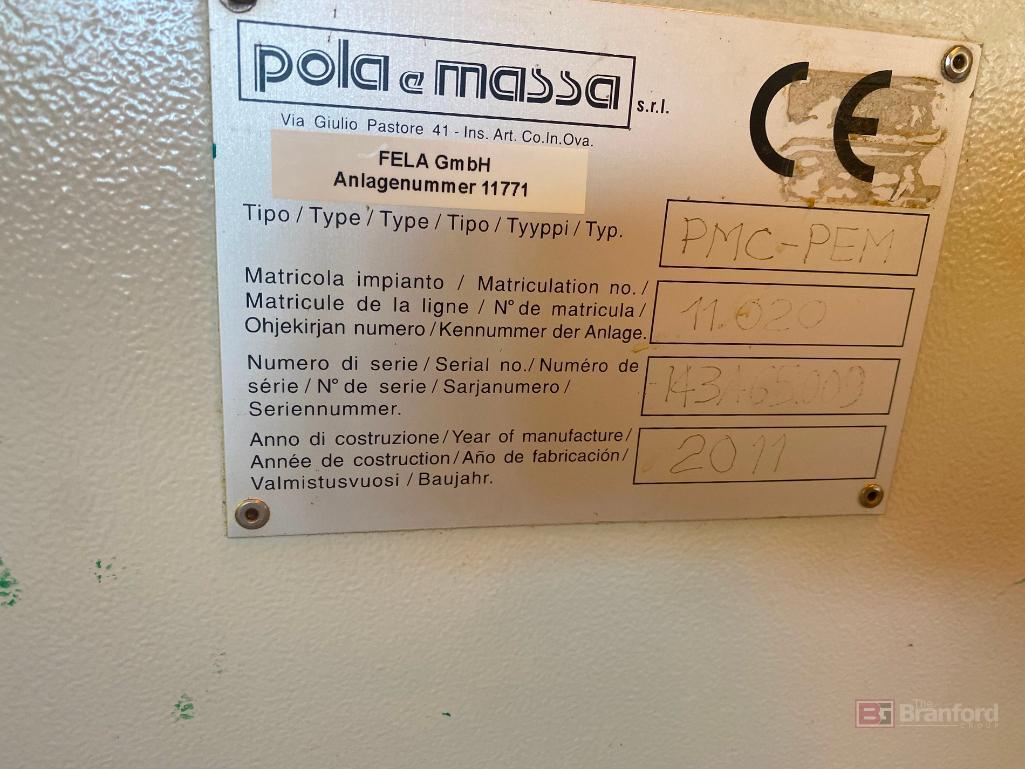 pola e massa s.r.l.
CE
Via Giulio Pastore 41 - Ins. Art. Co.In.Ova.
FELA GmbH
Anlagenummer 11771
Tipo / Type / Type / Tipo / Tyyppi / Typ.
PMC-PEM
Matricola impianto / Matriculation no. /
Matricule de la ligne / N° de matricula /
Ohjekirjan numero / Kennummer der Anlage.
11.020
Numero di serie / Serial no. / Numéro de
série / N° de serie / Sarjanumero /
Seriennummer.
Anno di costruzione / Year of manufacture /
Année de costruction / Año de fabricación /
Valmistusvuosi / Baujahr.
2011
BG The Branford GROUP